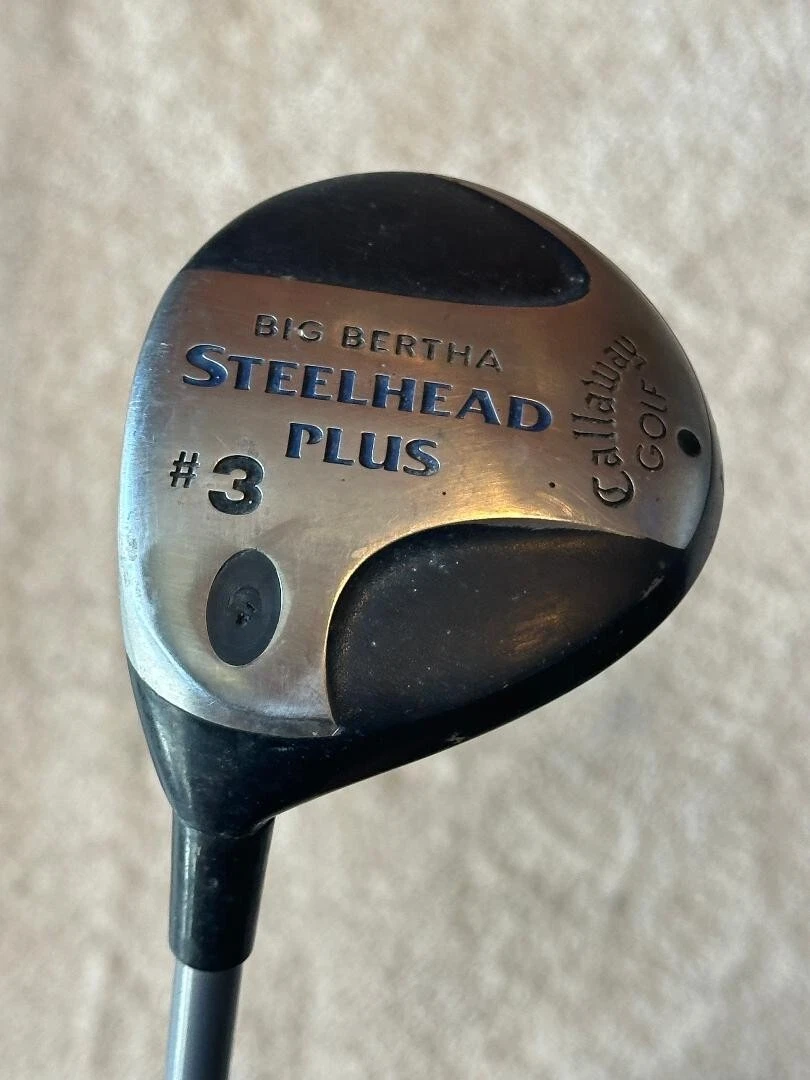 BIG BERTHA
STEELHEAD
PLUS
#3
Callaway
GOLF